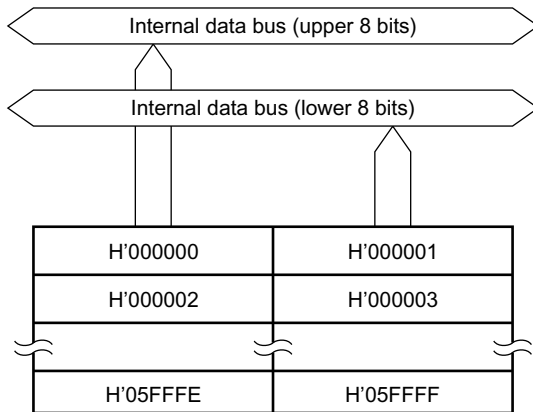 Internal data bus (upper 8 bits)
Internal data bus (lower 8 bits)
H’000000 H’000001
H’000002 H’000003
H’05FFFE H’05FFFF